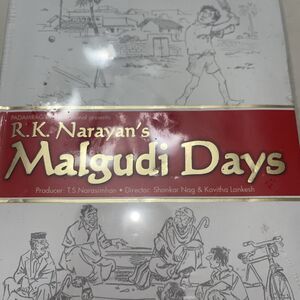 R.K. Narayan's
Malgudi Days
Producer: T.S. Narasimhan • Director: Shankar Nag & Kavitha Lankesh